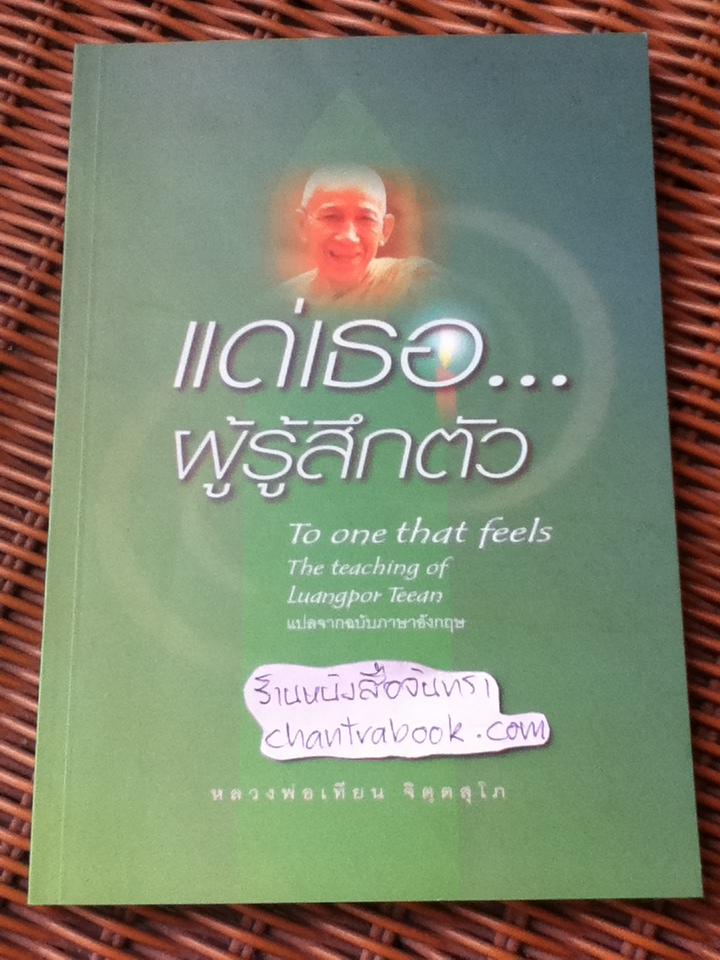 แด่เธอ...
ผู้รู้สึกตัว
To one that feels
The teaching of
Luangpor Teean
แปลจากฉบับภาษาอังกฤษ
ร้านหนังสือจันทรา
chantrabook.com
หลวงพ่อเทียน จิตฺตสุโภ